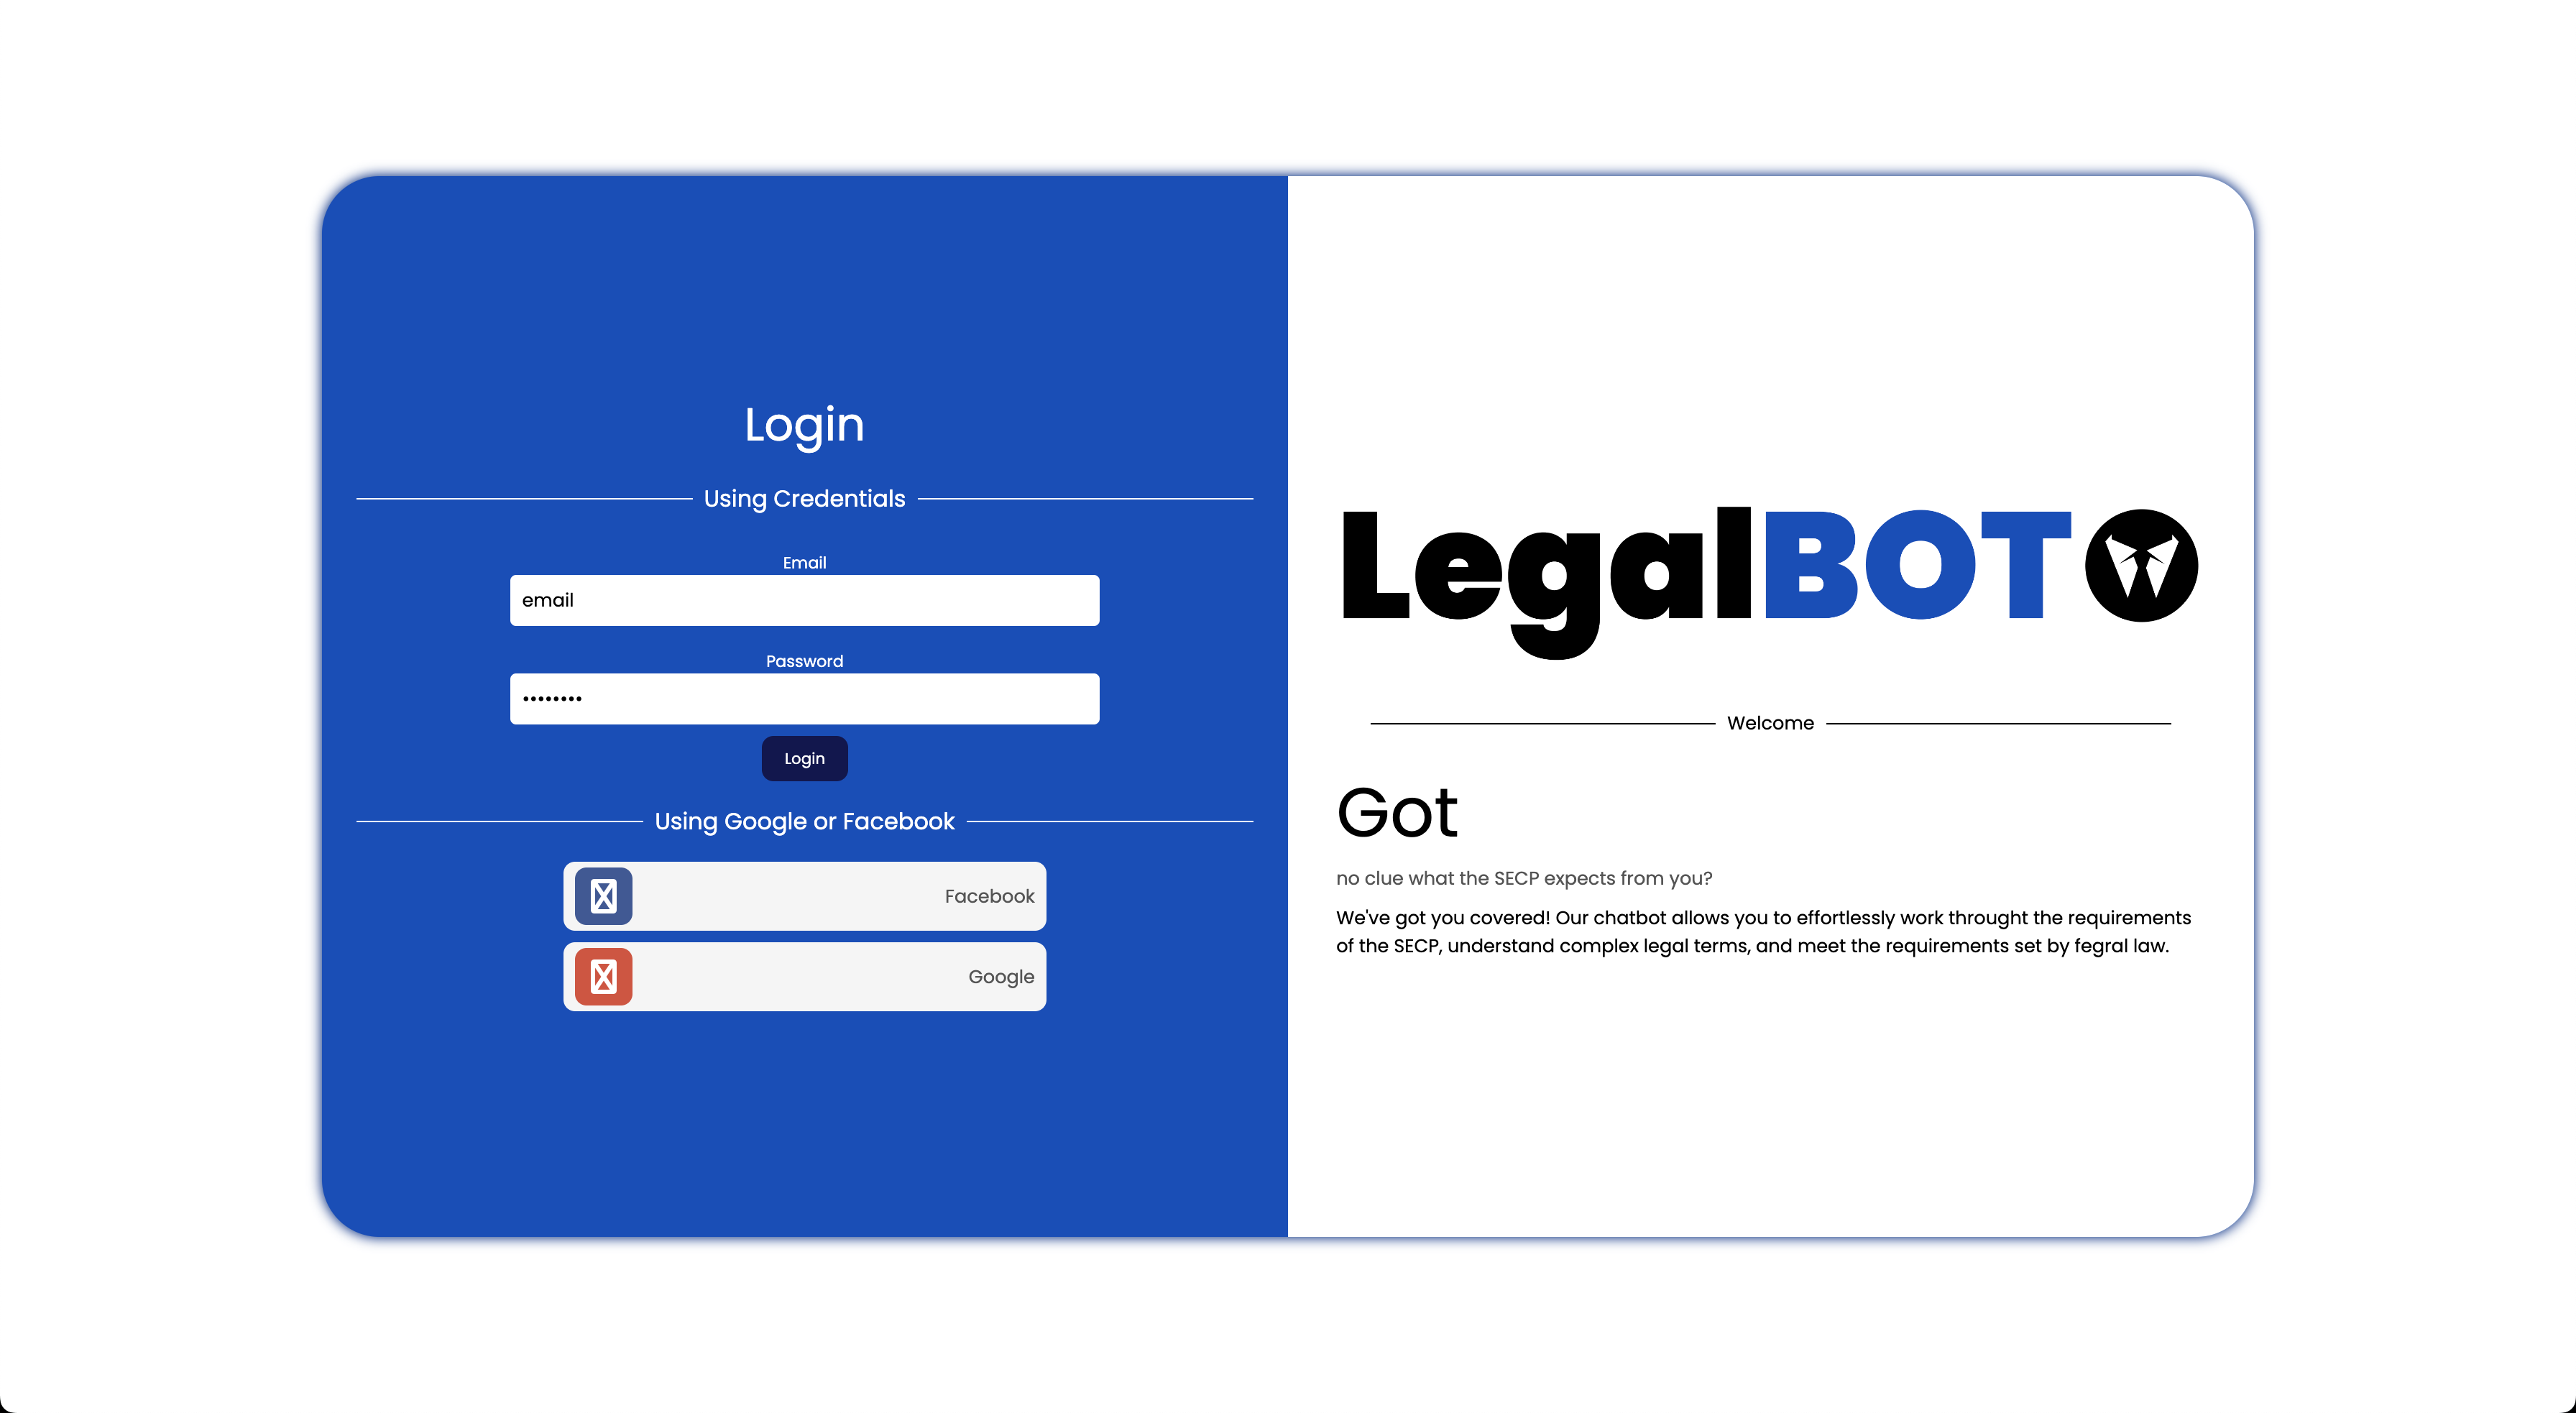 Login
Using Credentials
Email
email
Password
••••••••
Login
Using Google or Facebook
Facebook
Google
LegalBOT
Welcome
Got
no clue what the SECP expects from you?
We've got you covered! Our chatbot allows you to effortlessly work throught the requirements
of the SECP, understand complex legal terms, and meet the requirements set by fegral law.